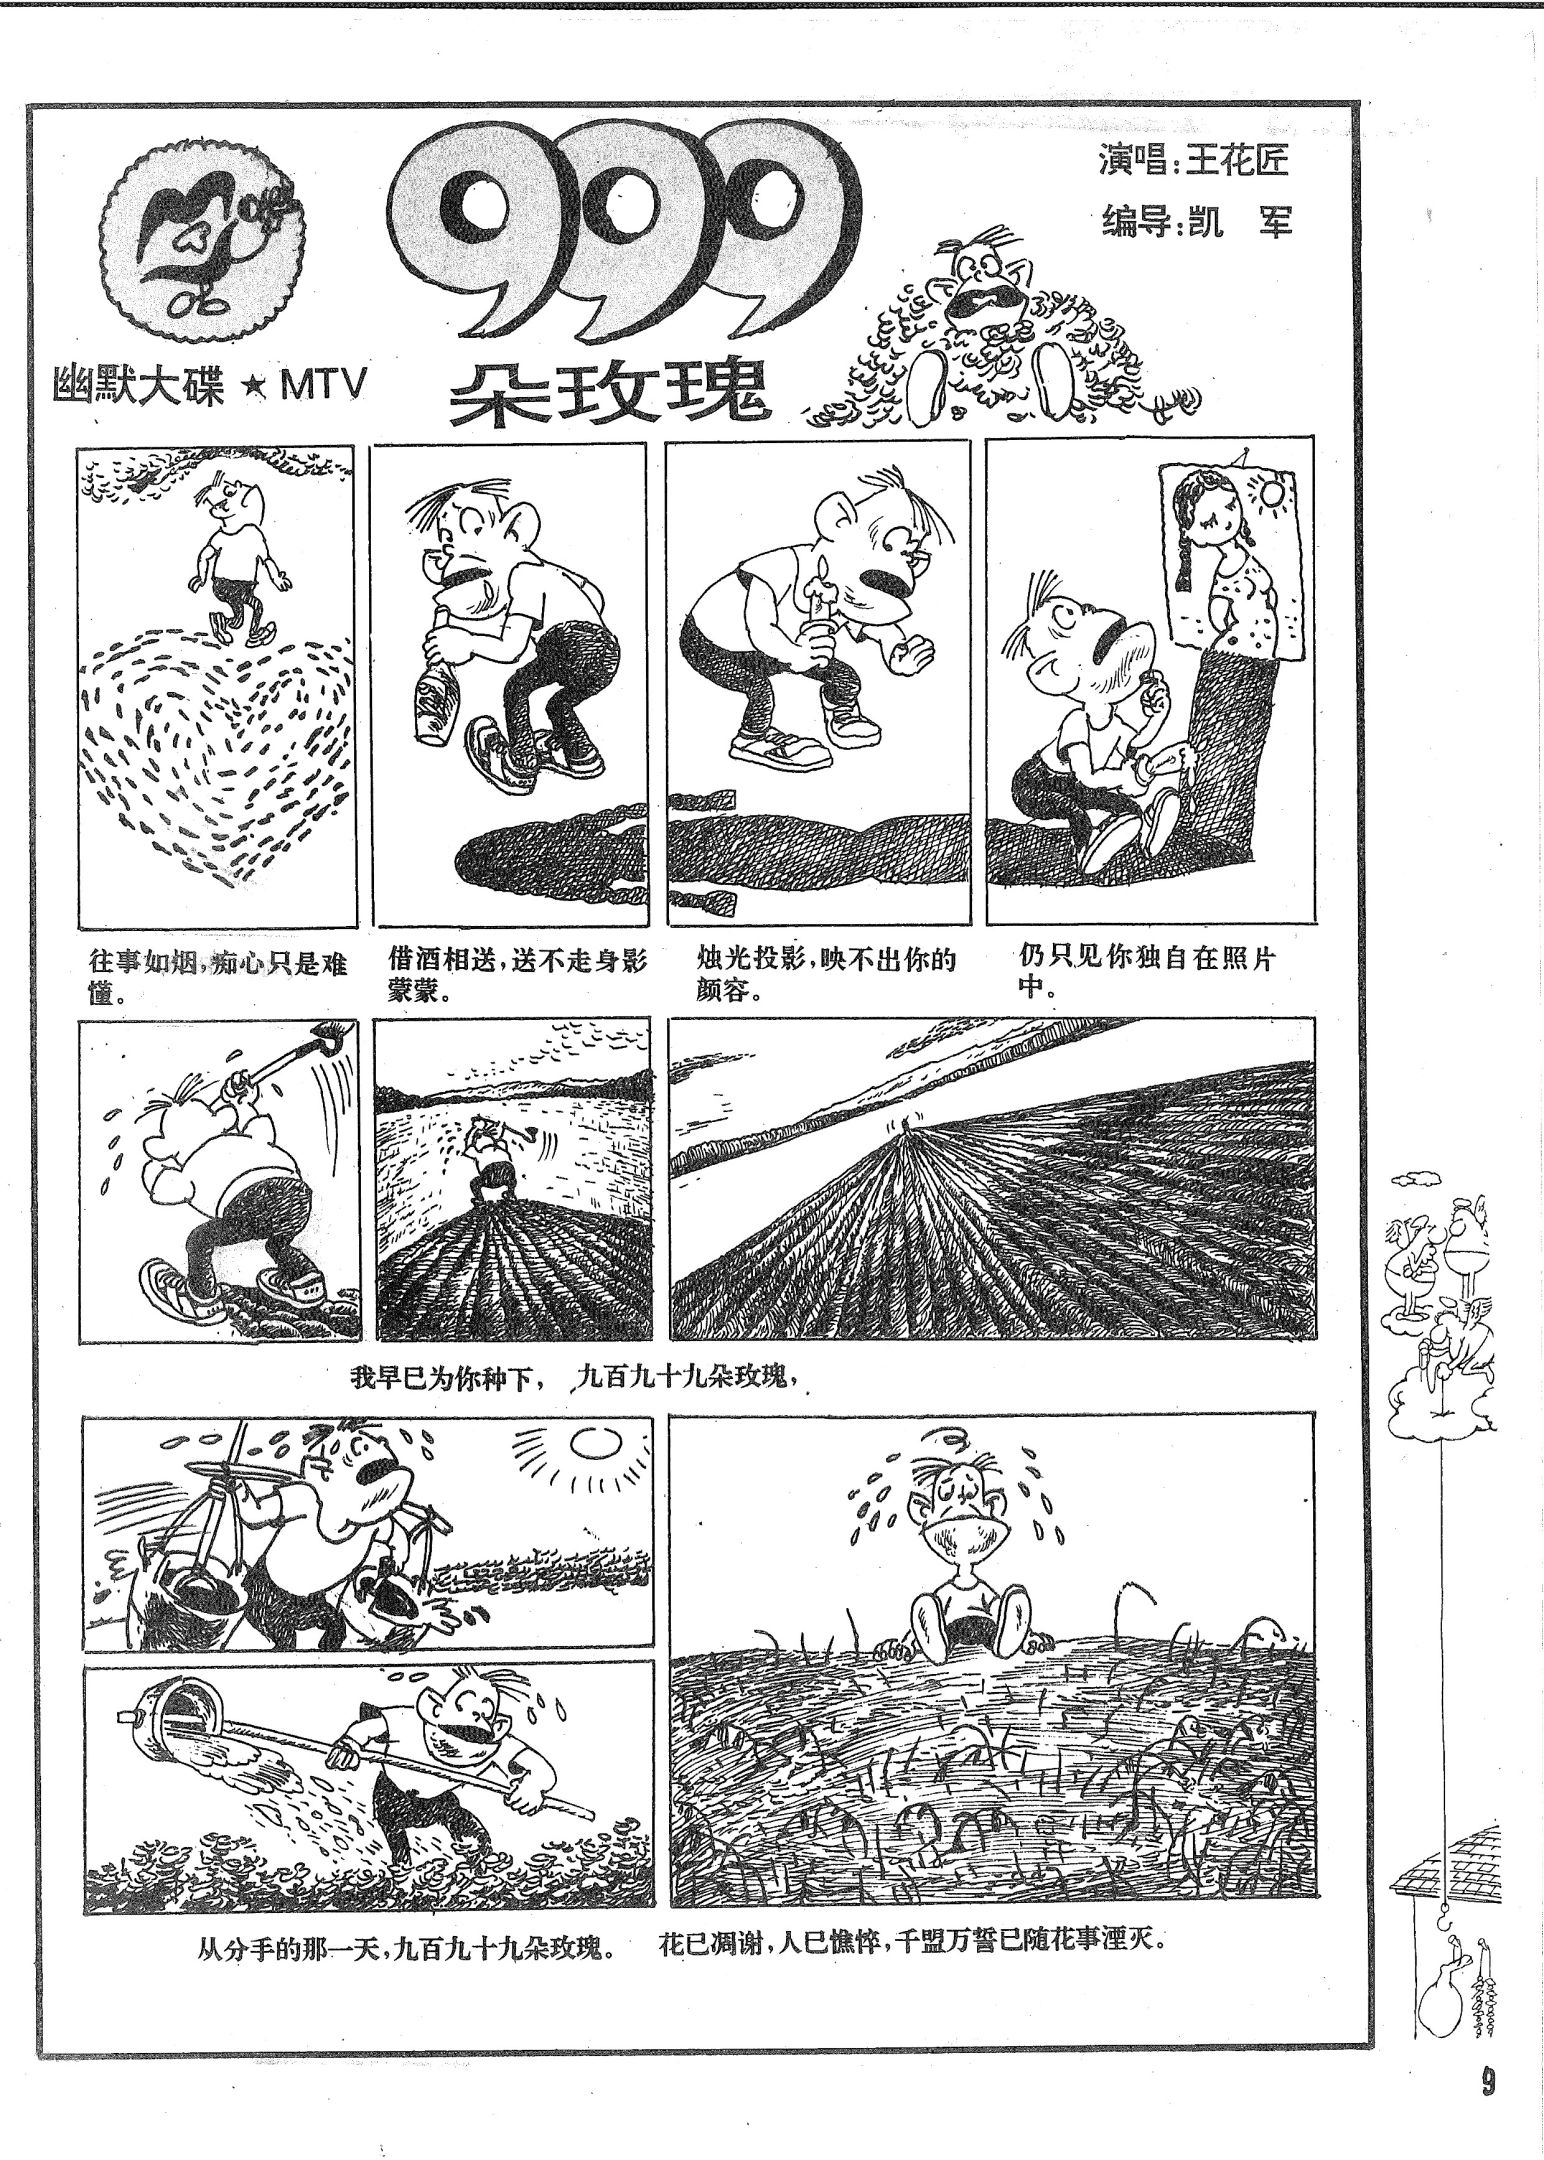 999
朵玫瑰
演唱:王花匠
编导:凯 军
幽默大碟★MTV
往事如烟,痴心只是难
懂。
借酒相送,送不走身影
蒙蒙。
烛光投影,映不出你的
颜容。
仍只见你独自在照片
中。
我早已为你种下, 九百九十九朵玫瑰,
从分手的那一天,九百九十九朵玫瑰。
花已凋谢,人已憔悴,千盟万誓已随花事湮灭。
9